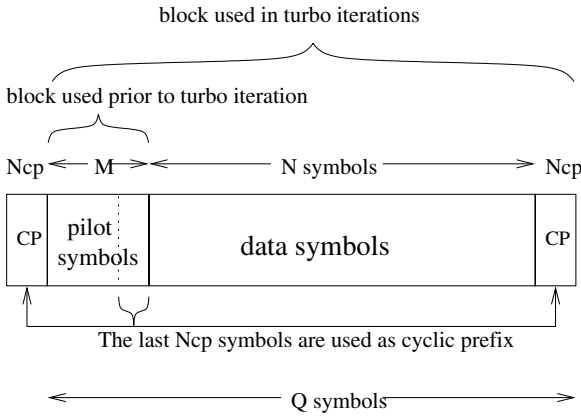 block used in turbo iterations
block used prior to turbo iteration
Ncp M N symbols Ncp
CP pilot symbols data symbols CP
The last Ncp symbols are used as cyclic prefix
Q symbols